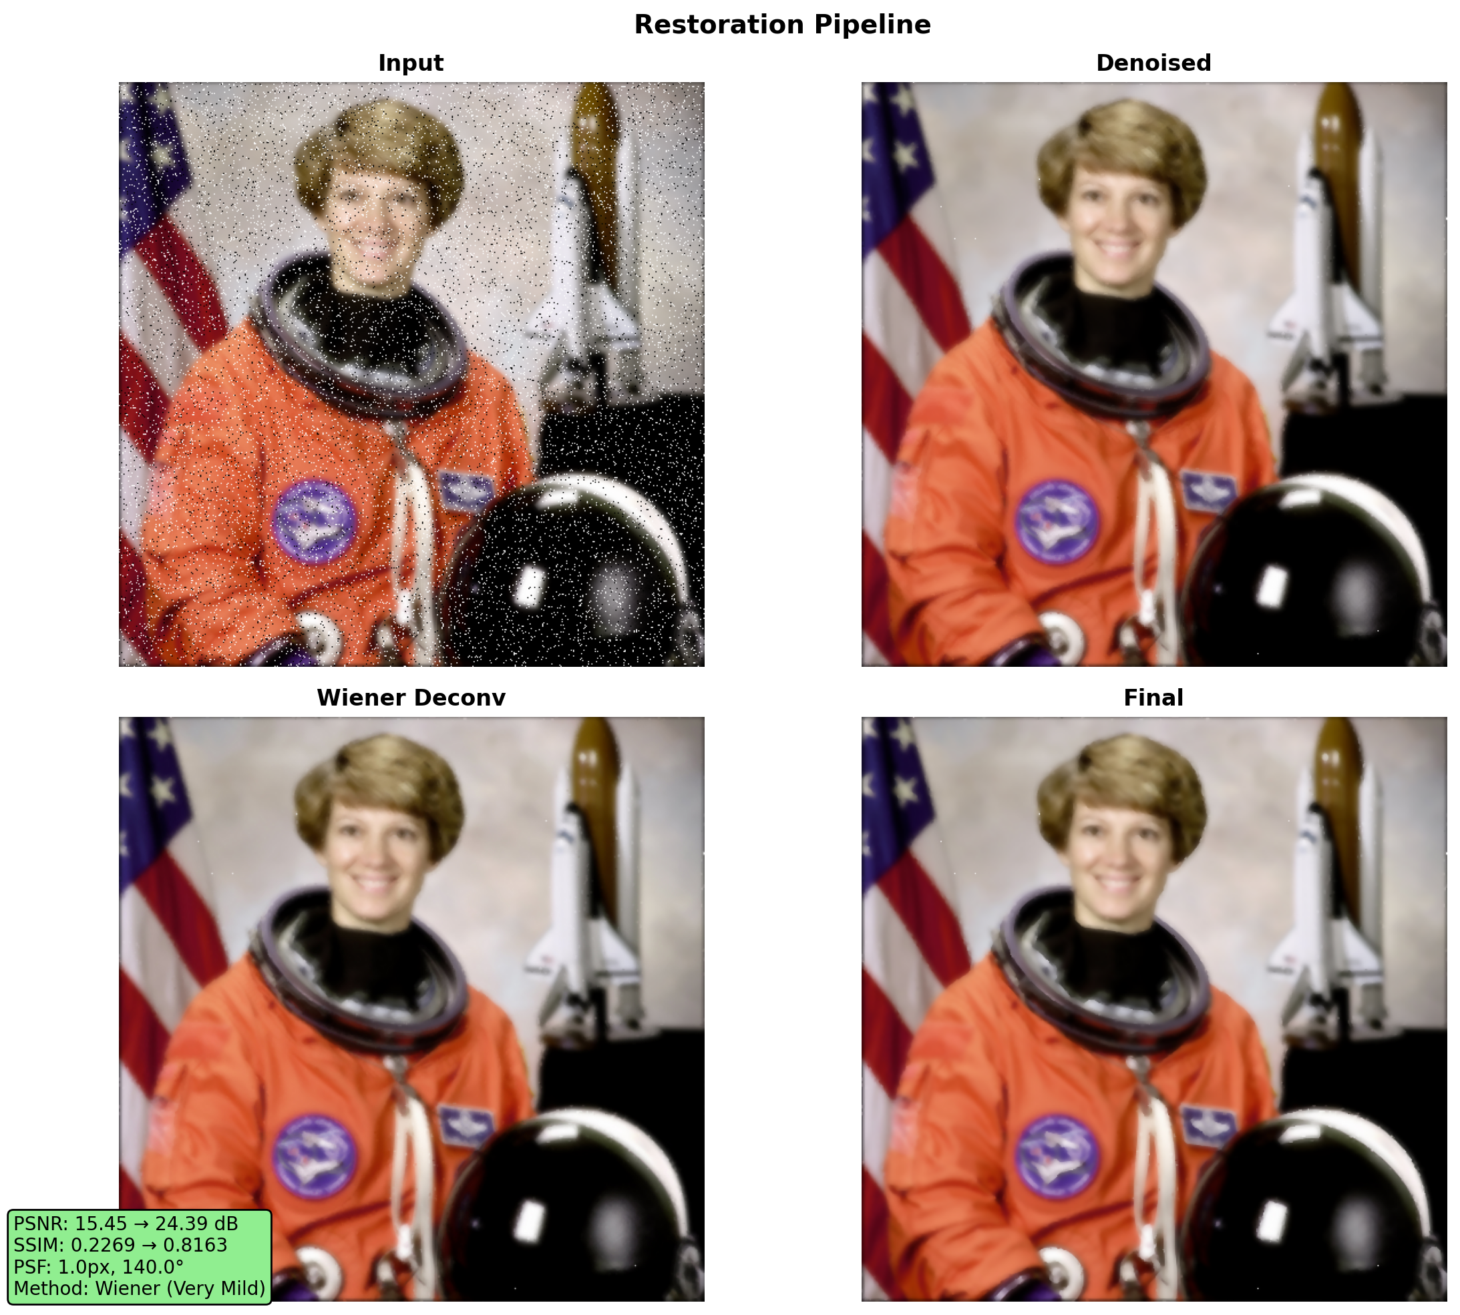 Restoration Pipeline
Input
Denoised
Wiener Deconv
Final
PSNR: 15.45 → 24.39 dB
SSIM: 0.2269 → 0.8163
PSF: 1.0px, 140.0°
Method: Wiener (Very Mild)